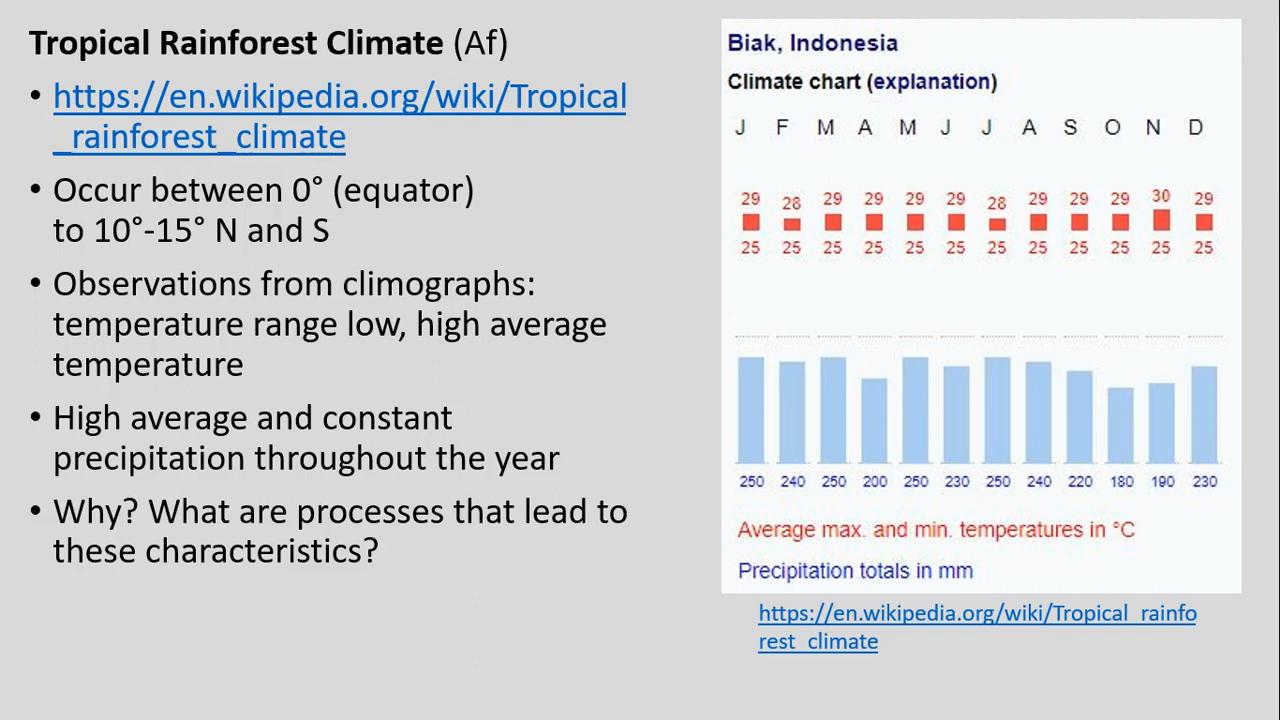 Tropical Rainforest Climate (Af)
• https://en.wikipedia.org/wiki/Tropical
_rainforest_climate
• Occur between 0° (equator)
to 10°-15° N and S
• Observations from climographs:
temperature range low, high average
temperature
• High average and constant
precipitation throughout the year
• Why? What are processes that lead to
these characteristics?
Biak, Indonesia
Climate chart (explanation)
J F M A M J J A S O N D
29 28 29 29 29 29 28 29 29 29 30 29
25 25 25 25 25 25 25 25 25 25 25 25
250 240 250 200 250 230 250 240 220 180 190 230
Average max. and min. temperatures in °C
Precipitation totals in mm
https://en.wikipedia.org/wiki/Tropical_rainfo
rest_climate